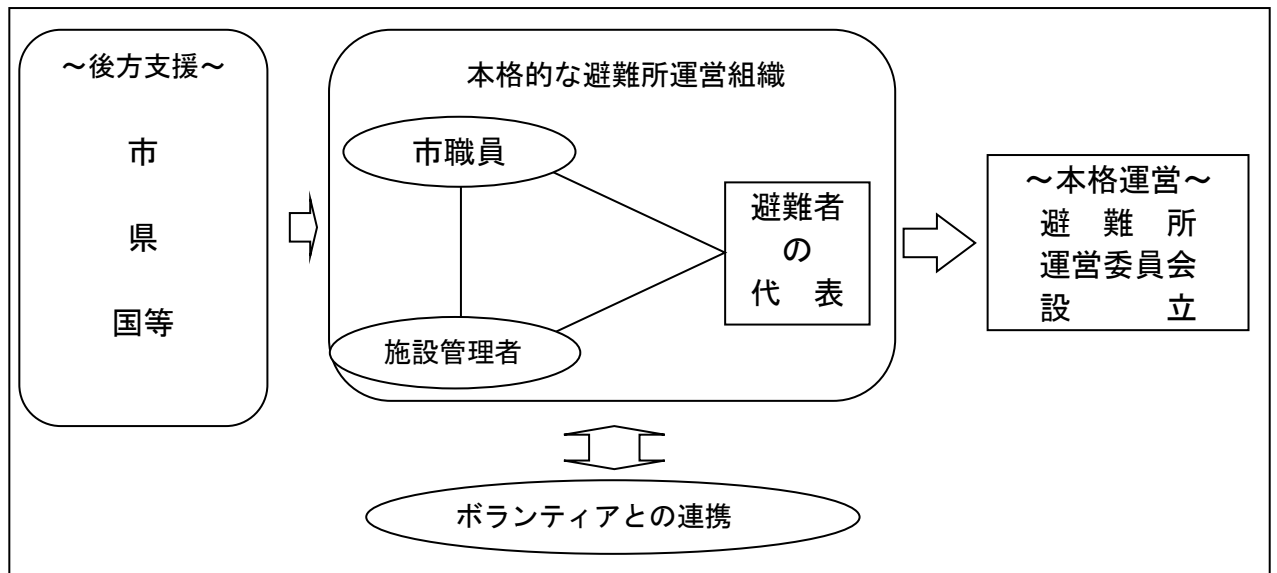 ～後方支援～
市
県
国等
本格的な避難所運営組織
市職員
施設管理者
避難者
の
代　表
～本格運営～
避　難　所
運営委員会
設　　　立
ボランティアとの連携